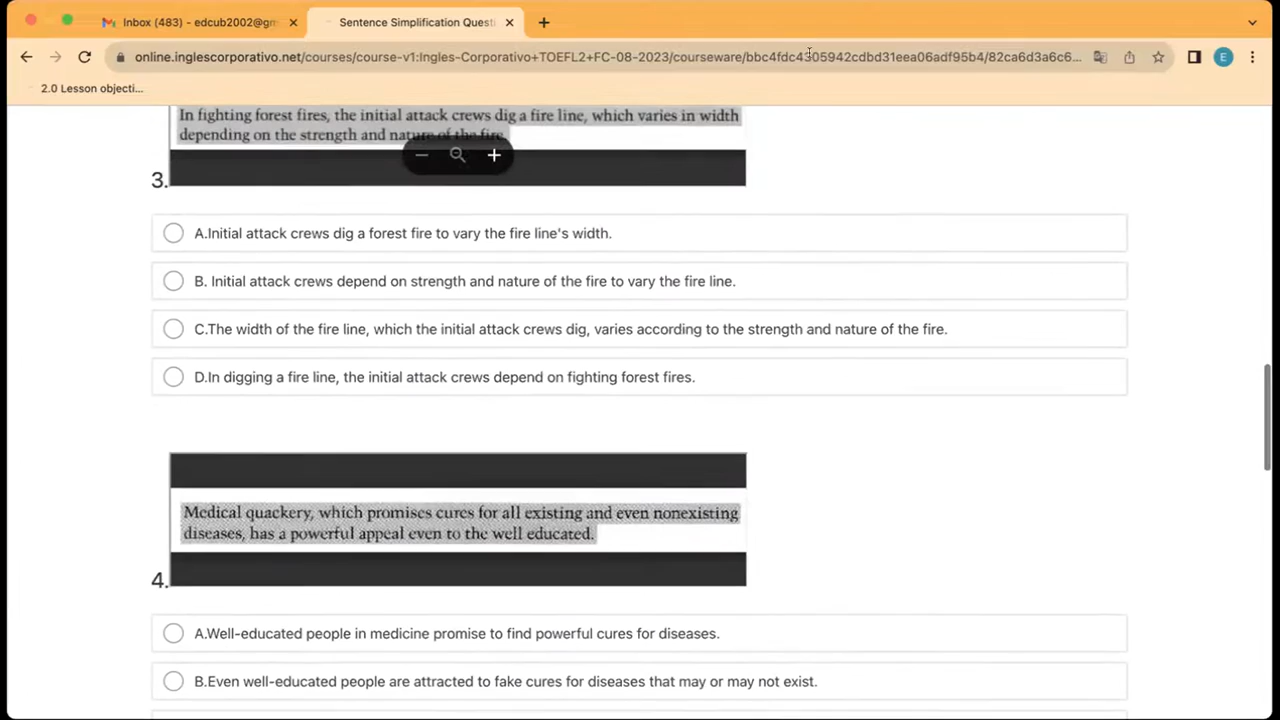 Inbox (483) - edcub2002@gm
Sentence Simplification Questi
online.inglescorporativo.net/courses/course-v1:Ingles-Corporativo+TOEFL2+FC-08-2023/courseware/bbc4fdc4305942cdbd31eea06adf95b4/82ca6d3a6c6...
E
2.0 Lesson objecti...
In fighting forest fires, the initial attack crews dig a fire line, which varies in width
depending on the strength and nature of the fire.
3.
A.Initial attack crews dig a forest fire to vary the fire line's width.
B. Initial attack crews depend on strength and nature of the fire to vary the fire line.
C.The width of the fire line, which the initial attack crews dig, varies according to the strength and nature of the fire.
D.In digging a fire line, the initial attack crews depend on fighting forest fires.
Medical quackery, which promises cures for all existing and even nonexisting
diseases, has a powerful appeal even to the well educated.
4.
A.Well-educated people in medicine promise to find powerful cures for diseases.
B.Even well-educated people are attracted to fake cures for diseases that may or may not exist.